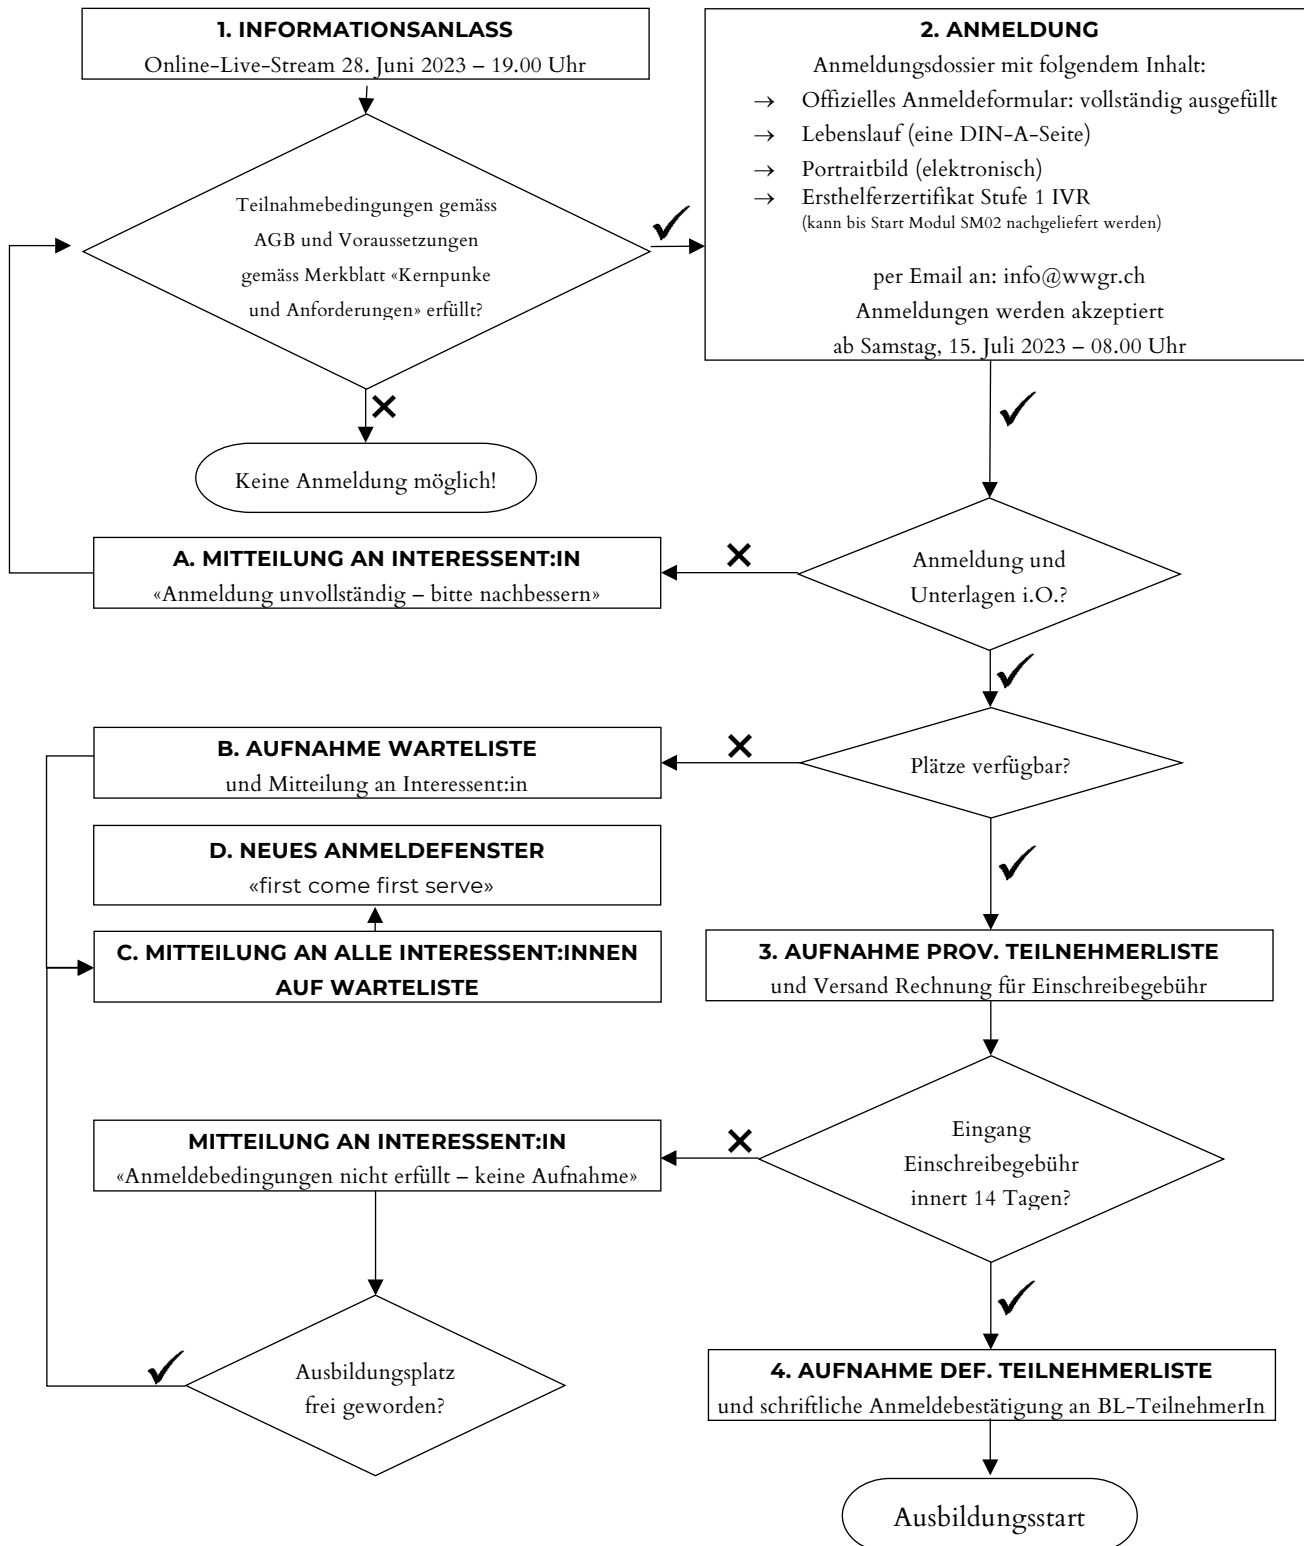 1. INFORMATIONSANLASS
Online-Live-Stream 28. Juni 2023 – 19.00 Uhr
2. ANMELDUNG
Anmeldungsdossier mit folgendem Inhalt:
→ Offizielles Anmeldeformular: vollständig ausgefüllt
→ Lebenslauf (eine DIN-A-Seite)
→ Portraitbild (elektronisch)
→ Ersthelferzertifikat Stufe 1 IVR
(kann bis Start Modul SM02 nachgeliefert werden)
per Email an: info@wwgr.ch
Anmeldungen werden akzeptiert
ab Samstag, 15. Juli 2023 – 08.00 Uhr
Teilnahmebedingungen gemäss
AGB und Voraussetzungen
gemäss Merkblatt «Kernpunke
und Anforderungen» erfüllt?
Keine Anmeldung möglich!
A. MITTEILUNG AN INTERESSENT:IN
«Anmeldung unvollständig – bitte nachbessern»
Anmeldung und
Unterlagen i.O.?
B. AUFNAHME WARTELISTE
und Mitteilung an Interessent:in
Plätze verfügbar?
D. NEUES ANMELDEFENSTER
«first come first serve»
C. MITTEILUNG AN ALLE INTERESSENT:INNEN
AUF WARTELISTE
3. AUFNAHME PROV. TEILNEHMERLISTE
und Versand Rechnung für Einschreibegebühr
MITTEILUNG AN INTERESSENT:IN
«Anmeldebedingungen nicht erfüllt – keine Aufnahme»
Eingang
Einschreibegebühr
innert 14 Tagen?
Ausbildungsplatz
frei geworden?
4. AUFNAHME DEF. TEILNEHMERLISTE
und schriftliche Anmeldebestätigung an BL-TeilnehmerIn
Ausbildungsstart